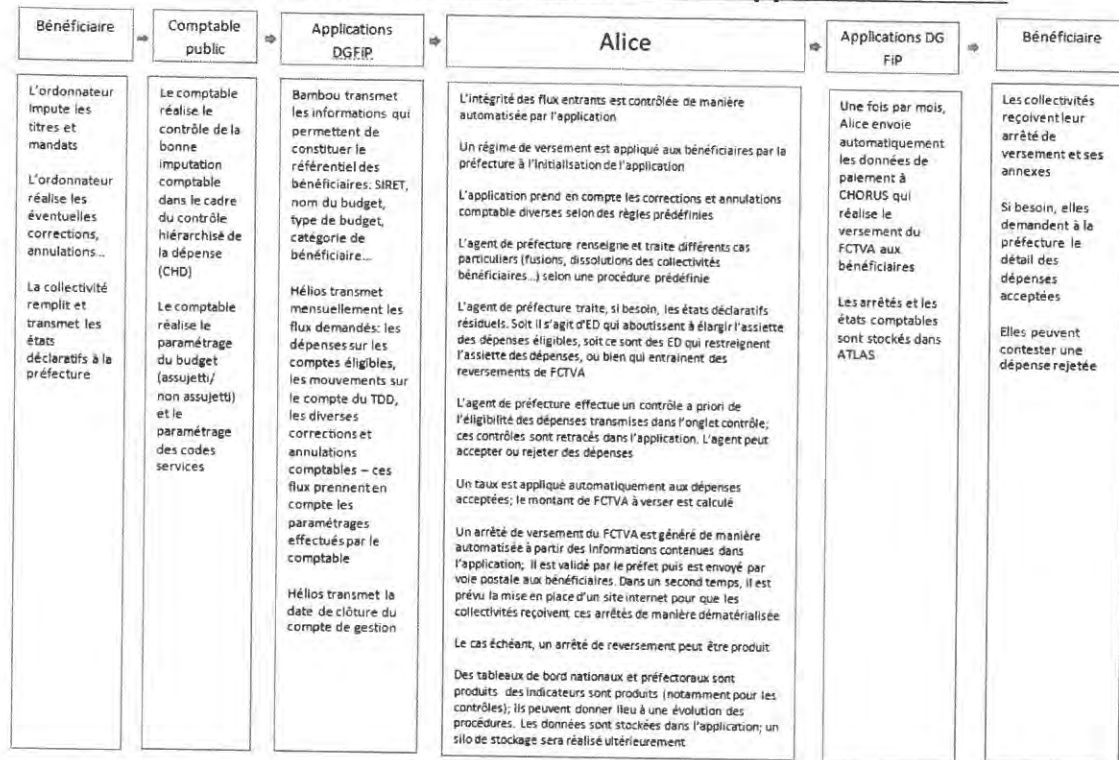 Bénéficiaire
L'ordonnateur
impute les
titres et
mandats
L'ordonnateur
réalise les
éventuelles
corrections,
annulations...
La collectivité
remplit et
transmet les
états
déclaratifs à la
préfecture
Comptable
public
Le comptable
réalise le
contrôle de la
bonne
imputation
comptable
dans le cadre
du contrôle
hiérarchisé de
la dépense
(CHD)
Le comptable
réalise le
paramétrage
du budget
(assujetti/
non assujetti)
et le
paramétrage
des codes
services
Applications
DGFiP
Bambou transmet
les informations qui
permettent de
constituer le
référentiel des
bénéficiaires: SIRET,
nom du budget,
type de budget,
catégorie de
bénéficiaire...
Hélios transmet
mensuellement les
flux demandés: les
dépenses sur les
comptes éligibles,
les mouvements sur
le compte du TDD,
les diverses
corrections et
annulations
comptables – ces
flux prennent en
compte les
paramétrages
effectués par le
comptable
Hélios transmet la
date de clôture du
compte de gestion
Alice
L'intégrité des flux entrants est contrôlée de manière
automatisée par l'application
Un régime de versement est appliqué aux bénéficiaires par la
préfecture à l'initialisation de l'application
L'application prend en compte les corrections et annulations
comptable diverses selon des règles prédéfinies
L'agent de préfecture renseigne et traite différents cas
particuliers (fusions, dissolutions des collectivités
bénéficiaires...) selon une procédure prédéfinie
L'agent de préfecture traite, si besoin, les états déclaratifs
résiduels. Soit il s'agit d'ED qui aboutissent à élargir l'assiette
des dépenses éligibles, soit ce sont des ED qui restreignent
l'assiette des dépenses, ou bien qui entrainent des
reversements de FCTVA
L'agent de préfecture effectue un contrôle a priori de
l'éligibilité des dépenses transmises dans l'onglet contrôle;
ces contrôles sont retracés dans l'application. L'agent peut
accepter ou rejeter des dépenses
Un taux est appliqué automatiquement aux dépenses
acceptées; le montant de FCTVA à verser est calculé
Un arrêté de versement du FCTVA est généré de manière
automatisée à partir des informations contenues dans
l'application; il est validé par le préfet puis est envoyé par
voie postale aux bénéficiaires. Dans un second temps, il est
prévu la mise en place d'un site internet pour que les
collectivités reçoivent ces arrêtés de manière dématérialisée
Le cas échéant, un arrêté de reversement peut être produit
Des tableaux de bord nationaux et préfectoraux sont
produits des indicateurs sont produits (notamment pour les
contrôles); ils peuvent donner lieu à une évolution des
procédures. Les données sont stockées dans l'application; un
silo de stockage sera réalisé ultérieurement
Applications DG
FiP
Une fois par mois,
Alice envoie
automatiquement
les données de
paiement à
CHORUS qui
réalise le
versement du
FCTVA aux
bénéficiaires
Les arrêtés et les
états comptables
sont stockés dans
ATLAS
Bénéficiaire
Les collectivités
reçoivent leur
arrêté de
versement et ses
annexes
Si besoin, elles
demandent à la
préfecture le
détail des
dépenses
acceptées
Elles peuvent
contester une
dépense rejetée